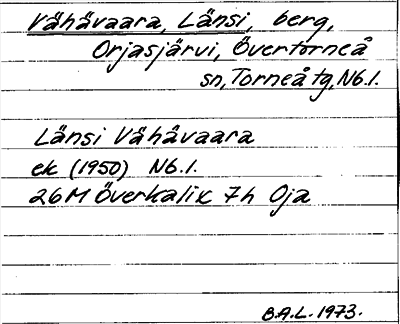 Vähävaara, Länsi, berg,
Orjasjärvi, Övertorneå
sn, Torneå tg, Nb.l.
Länsi Vähävaara
ek (1950) Nb.l.
26M Överkalix 7h Oja
B.A.L. 1973.